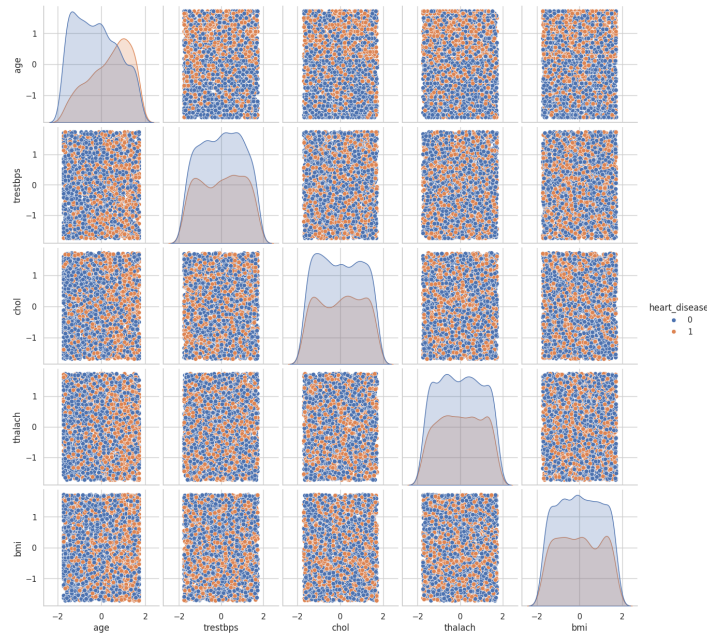 age
1
0
−1
trestbps
1
0
−1
chol
1
0
−1
heart_disease
0
1
thalach
1
0
−1
bmi
1
0
−1
−2 0 2 −2 0 2 −2 0 2 −2 0 2 −2 0 2
age trestbps chol thalach bmi